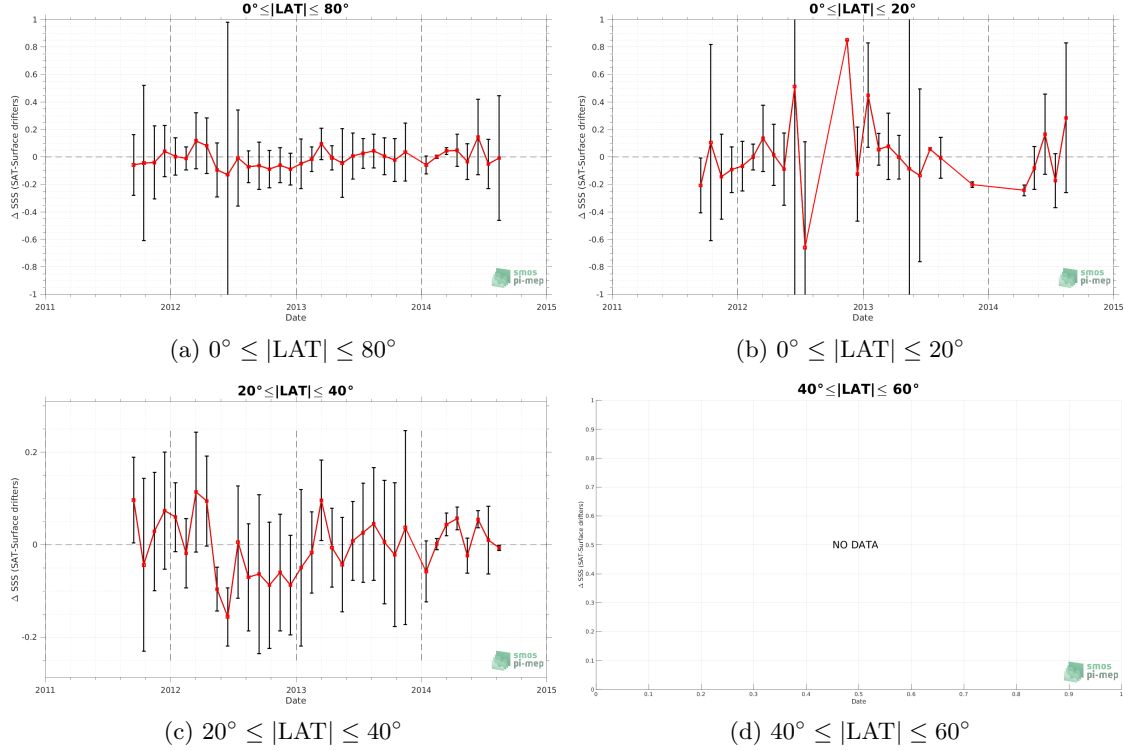 0°≤|LAT|≤ 80°
Δ SSS (SAT-Surface drifters)
1
0.8
0.6
0.4
0.2
0
-0.2
-0.4
-0.6
-0.8
-1
2011
2012
2013
2014
2015
Date
smos
pi-mep
(a) 0° ≤ |LAT| ≤ 80°
0°≤|LAT|≤ 20°
Δ SSS (SAT-Surface drifters)
1
0.8
0.6
0.4
0.2
0
-0.2
-0.4
-0.6
-0.8
-1
2011
2012
2013
2014
2015
Date
smos
pi-mep
(b) 0° ≤ |LAT| ≤ 20°
20°≤|LAT|≤ 40°
Δ SSS (SAT-Surface drifters)
0.2
0
-0.2
2011
2012
2013
2014
2015
Date
smos
pi-mep
(c) 20° ≤ |LAT| ≤ 40°
40°≤|LAT|≤ 60°
Δ SSS (SAT-Surface drifters)
1
0.9
0.8
0.7
0.6
0.5
0.4
0.3
0.2
0.1
0
NO DATA
0
0.1
0.2
0.3
0.4
0.5
0.6
0.7
0.8
0.9
1
Date
smos
pi-mep
(d) 40° ≤ |LAT| ≤ 60°